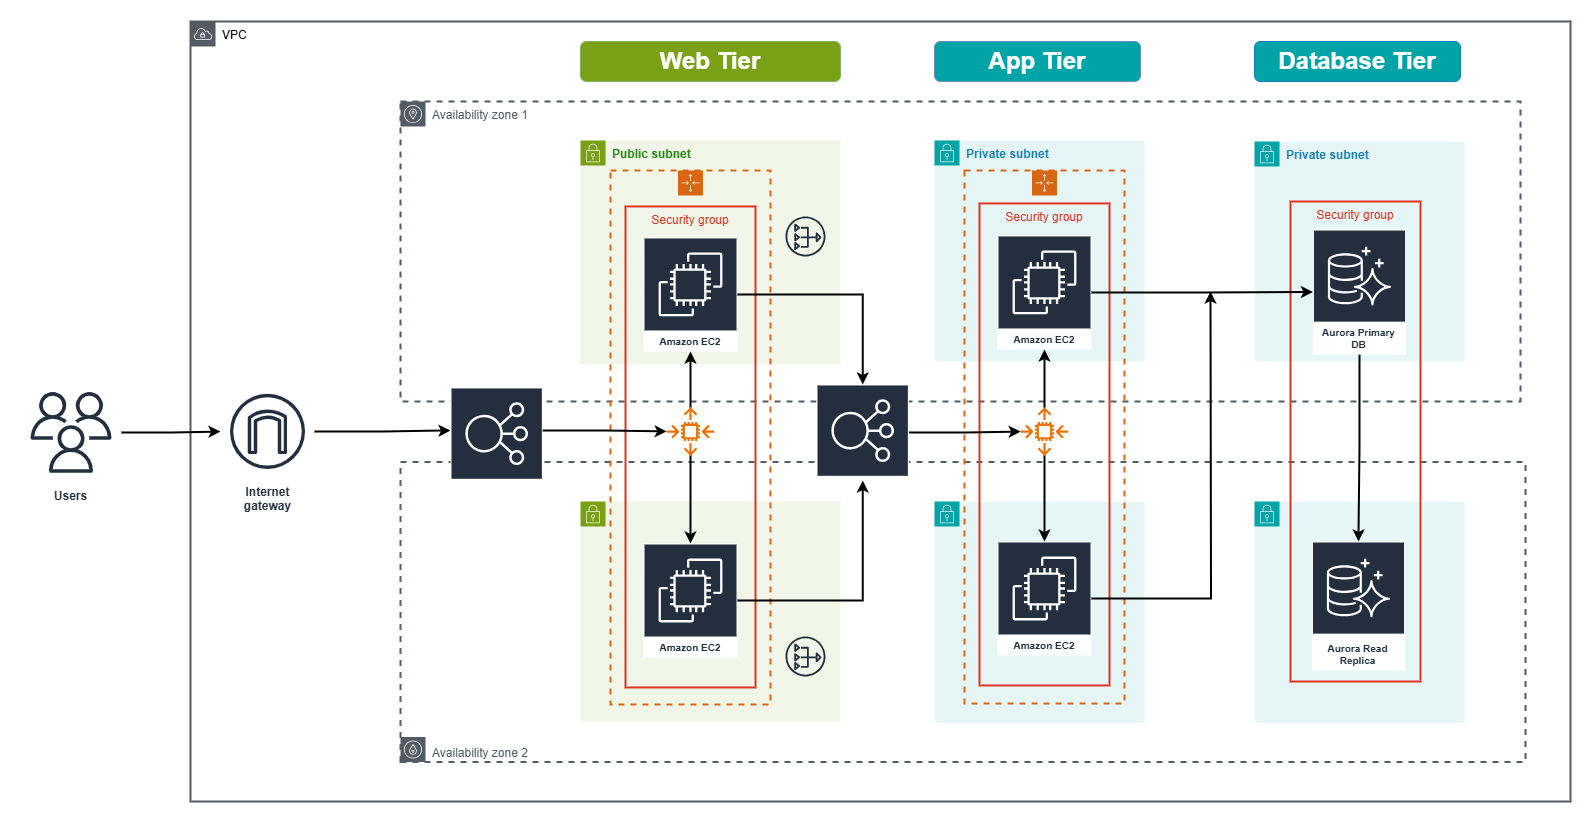 VPC
Web Tier
App Tier
Database Tier
Availability zone 1
Public subnet
Private subnet
Private subnet
Security group
Security group
Security group
Amazon EC2
Amazon EC2
Aurora Primary
DB
Users
Internet
gateway
Amazon EC2
Amazon EC2
Aurora Read
Replica
Availability zone 2